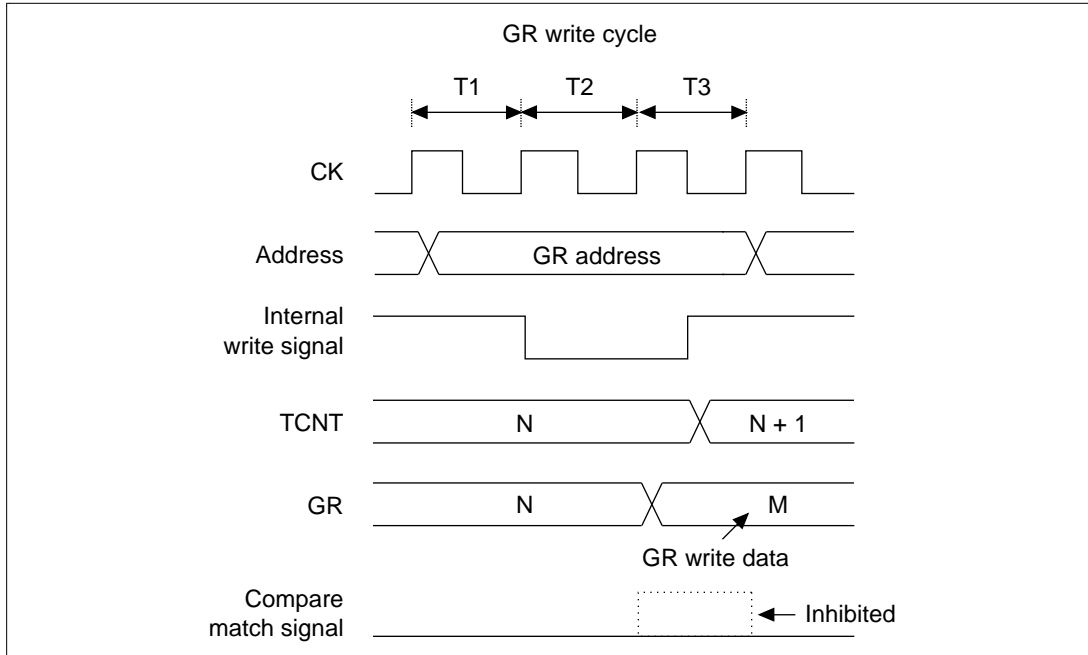 GR write cycle
T1 T2 T3
CK
Address GR address
Internal
write signal
TCNT N N + 1
GR N M
GR write data
Compare
match signal Inhibited